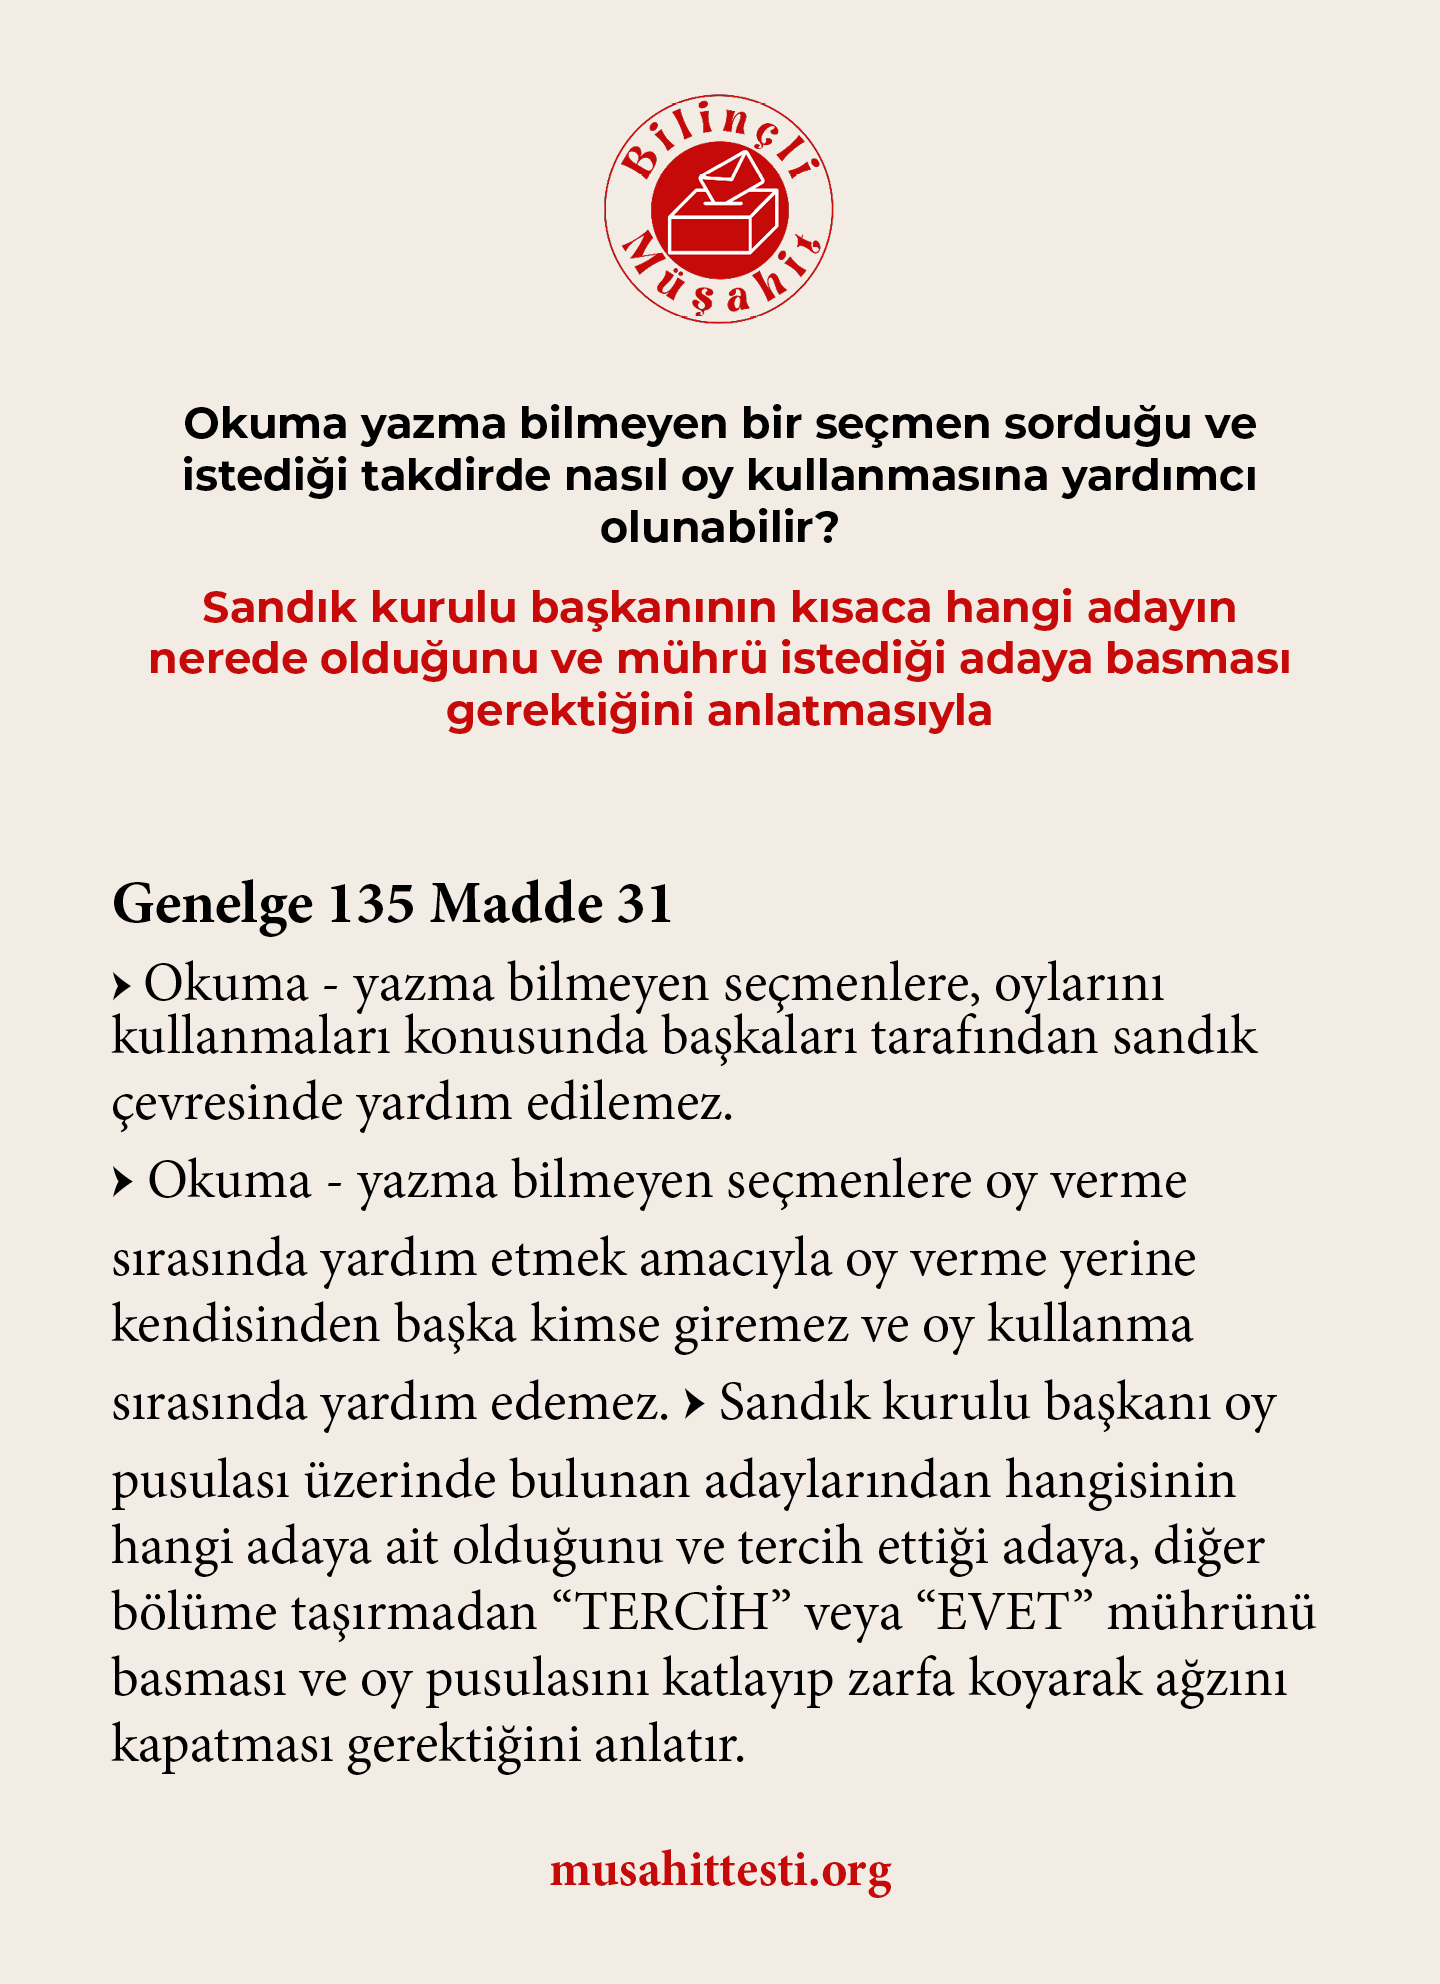 Bilinçli
Müşahit
Okuma yazma bilmeyen bir seçmen sorduğu ve
istediği takdirde nasıl oy kullanmasına yardımcı
olunabilir?
Sandık kurulu başkanının kısaca hangi adayın
nerede olduğunu ve mührü istediği adaya basması
gerektiğini anlatmasıyla
Genelge 135 Madde 31
➤ Okuma - yazma bilmeyen seçmenlere, oylarını
kullanmaları konusunda başkaları tarafından sandık
çevresinde yardım edilemez.
➤ Okuma - yazma bilmeyen seçmenlere oy verme
sırasında yardım etmek amacıyla oy verme yerine
kendisinden başka kimse giremez ve oy kullanma
sırasında yardım edemez. ➤ Sandık kurulu başkanı oy
pusulası üzerinde bulunan adaylarından hangisinin
hangi adaya ait olduğunu ve tercih ettiği adaya, diğer
bölüme taşırmadan “TERCİH” veya “EVET” mührünü
basması ve oy pusulasını katlayıp zarfa koyarak ağzını
kapatması gerektiğini anlatır.
musahittesti.org